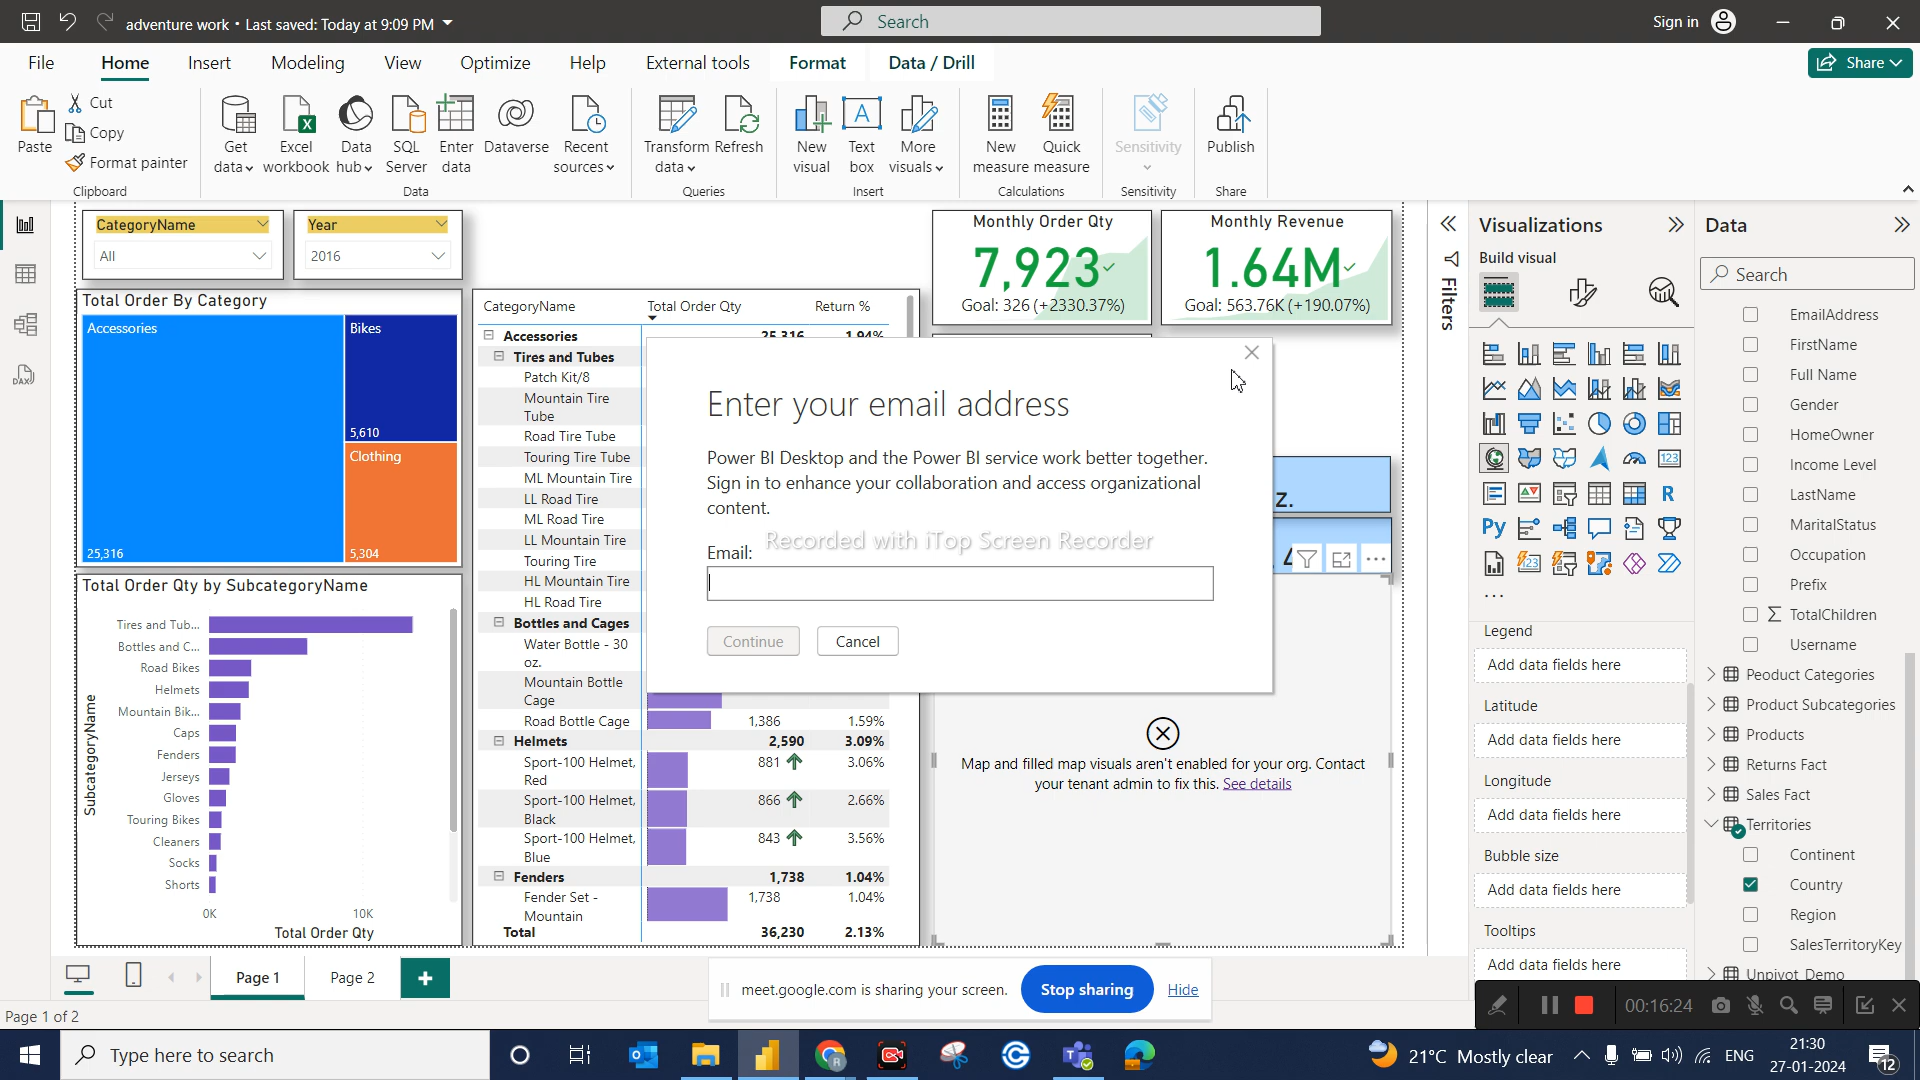 adventure work • Last saved: Today at 9:09 PM
Search
Sign in
File
Home
Insert
Modeling
View
Optimize
Help
External tools
Format
Data / Drill
Share
Paste
Cut
Copy
Format painter
Clipboard
Get data
Excel workbook
Data hub
SQL Server
Enter data
Dataverse
Recent sources
Data
Transform data
Refresh
Queries
New visual
Text box
More visuals
Insert
New measure
Quick measure
Calculations
Sensitivity
Sensitivity
Publish
Share
CategoryName
All
Year
2016
Total Order By Category
Accessories
25,316
Bikes
5,610
Clothing
5,304
Total Order Qty by SubcategoryName
SubcategoryName
Tires and Tub...
Bottles and C...
Road Bikes
Helmets
Mountain Bik...
Caps
Fenders
Jerseys
Gloves
Touring Bikes
Cleaners
Socks
Shorts
0K
10K
Total Order Qty
CategoryName Total Order Qty Return %
Accessories 25,316 1.94%
Tires and Tubes
Patch Kit/8
Mountain Tire
Tube
Road Tire Tube
Touring Tire Tube
ML Mountain Tire
LL Road Tire
ML Road Tire
LL Mountain Tire
Touring Tire
HL Mountain Tire
HL Road Tire
Bottles and Cages
Water Bottle - 30
oz.
Mountain Bottle
Cage
Road Bottle Cage 1,386 1.59%
Helmets 2,590 3.09%
Sport-100 Helmet, 881 3.06%
Red
Sport-100 Helmet, 866 2.66%
Black
Sport-100 Helmet, 843 3.56%
Blue
Fenders 1,738 1.04%
Fender Set - 1,738 1.04%
Mountain
Total 36,230 2.13%
Monthly Order Qty
7,923
Goal: 326 (+2330.37%)
Monthly Revenue
1.64M
Goal: 563.76K (+190.07%)
z.
Enter your email address
Power BI Desktop and the Power BI service work better together.
Sign in to enhance your collaboration and access organizational
content.
Recorded with iTop Screen Recorder
Email:
Continue
Cancel
Map and filled map visuals aren't enabled for your org. Contact
your tenant admin to fix this. See details
Filters
Visualizations
Build visual
R
Py
123
...
Legend
Add data fields here
Latitude
Add data fields here
Longitude
Add data fields here
Bubble size
Add data fields here
Tooltips
Add data fields here
Data
Search
EmailAddress
FirstName
Full Name
Gender
HomeOwner
Income Level
LastName
MaritalStatus
Occupation
Prefix
∑ TotalChildren
Username
Peoduct Categories
Product Subcategories
Products
Returns Fact
Sales Fact
Territories
Continent
Country
Region
SalesTerritoryKey
Unpivot Demo
Page 1
Page 2
+
meet.google.com is sharing your screen.
Stop sharing
Hide
00:16:24
Page 1 of 2
Type here to search
21°C Mostly clear
ENG
21:30
27-01-2024
12